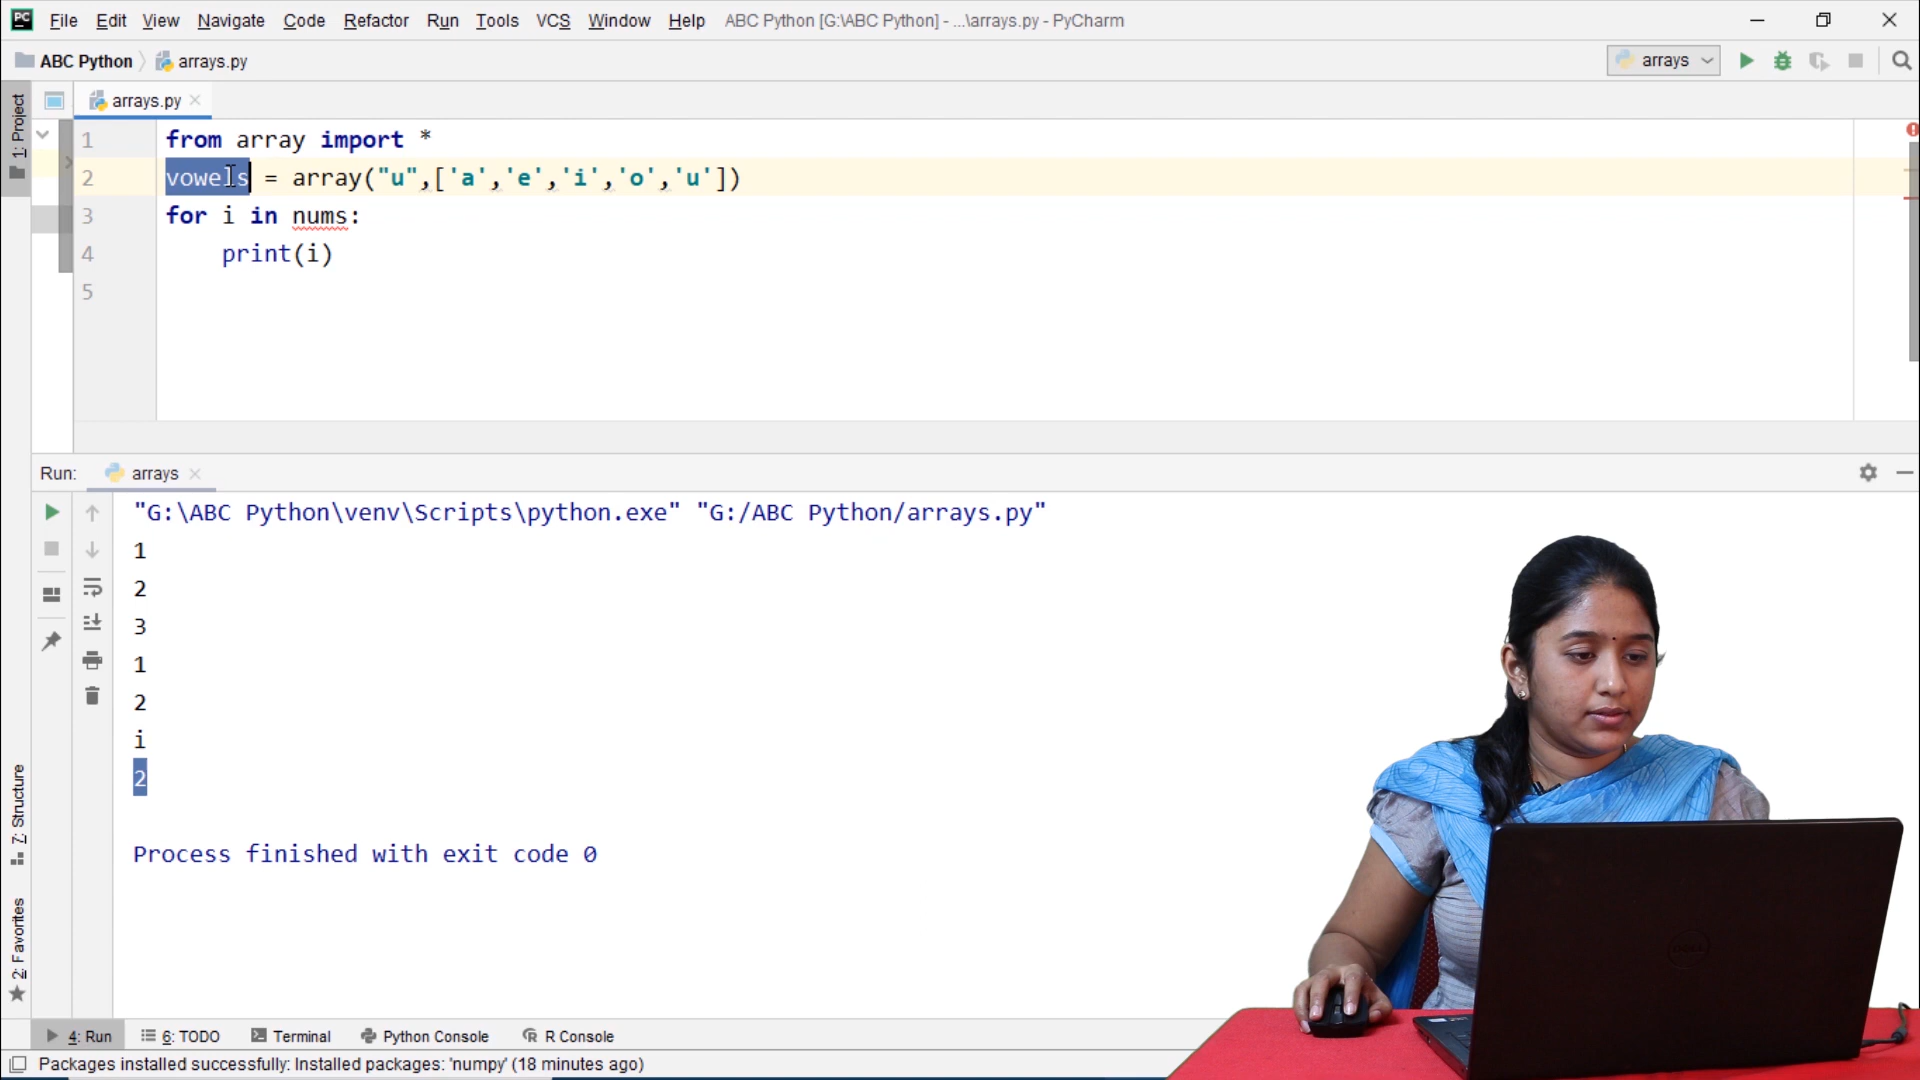 PC File Edit View Navigate Code Refactor Run Tools VCS Window Help ABC Python [G:\ABC Python] - ...\arrays.py - PyCharm
ABC Python arrays.py arrays
1: Project
arrays.py
1 from array import *
2 vowels = array("u",['a','e','i','o','u'])
3 for i in nums:
4 print(i)
5
Run: arrays
"G:\ABC Python\venv\Scripts\python.exe" "G:/ABC Python/arrays.py"
1
2
3
1
2
i
2
Process finished with exit code 0
7: Structure
2: Favorites
DELL
4: Run 6: TODO Terminal Python Console R Console
Packages installed successfully: Installed packages: 'numpy' (18 minutes ago)